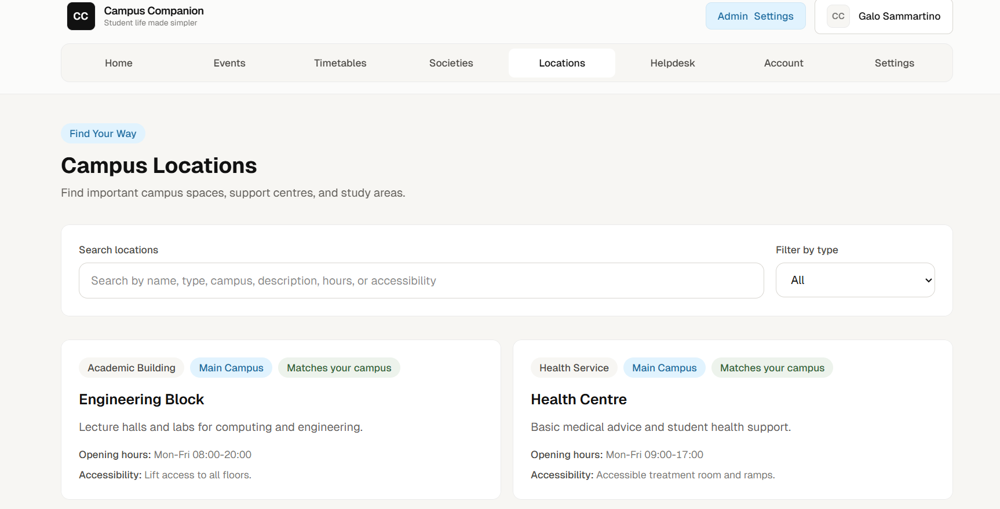 CC
Campus Companion
Student life made simpler
Admin Settings
CC
Galo Sammartino
Home
Events
Timetables
Societies
Locations
Helpdesk
Account
Settings
Find Your Way
Campus Locations
Find important campus spaces, support centres, and study areas.
Search locations
Search by name, type, campus, description, hours, or accessibility
Filter by type
All
Academic Building
Main Campus
Matches your campus
Engineering Block
Lecture halls and labs for computing and engineering.
Opening hours: Mon-Fri 08:00-20:00
Accessibility: Lift access to all floors.
Health Service
Main Campus
Matches your campus
Health Centre
Basic medical advice and student health support.
Opening hours: Mon-Fri 09:00-17:00
Accessibility: Accessible treatment room and ramps.